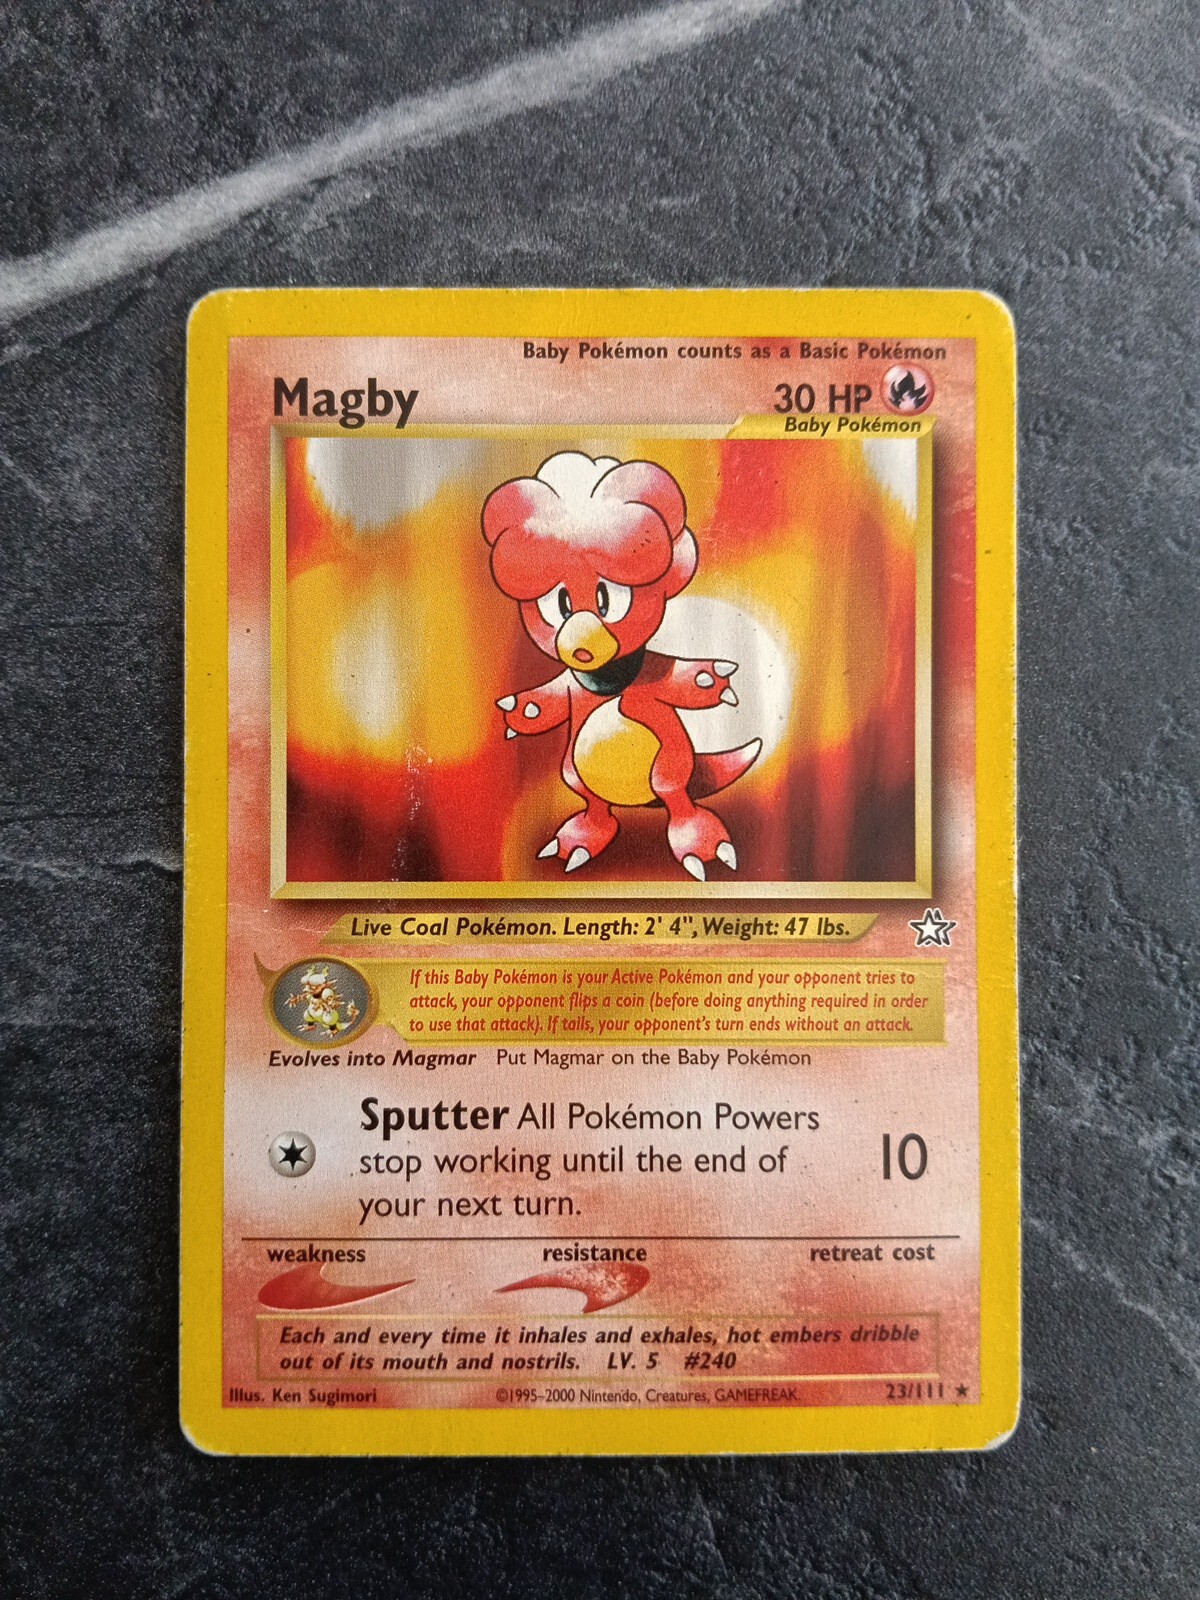 Baby Pokémon counts as a Basic Pokémon
Magby
30 HP
Baby Pokémon
Live Coal Pokémon. Length: 2' 4", Weight: 47 lbs.
If this Baby Pokémon is your Active Pokémon and your opponent tries to
attack, your opponent flips a coin (before doing anything required in order
to use that attack). If tails, your opponent's turn ends without an attack.
Evolves into Magmar Put Magmar on the Baby Pokémon
Sputter All Pokémon Powers
stop working until the end of
your next turn.
10
weakness resistance retreat cost
Each and every time it inhales and exhales, hot embers dribble
out of its mouth and nostrils. LV. 5 #240
Illus. Ken Sugimori ©1995–2000 Nintendo, Creatures, GAMEFREAK. 23/111 ★